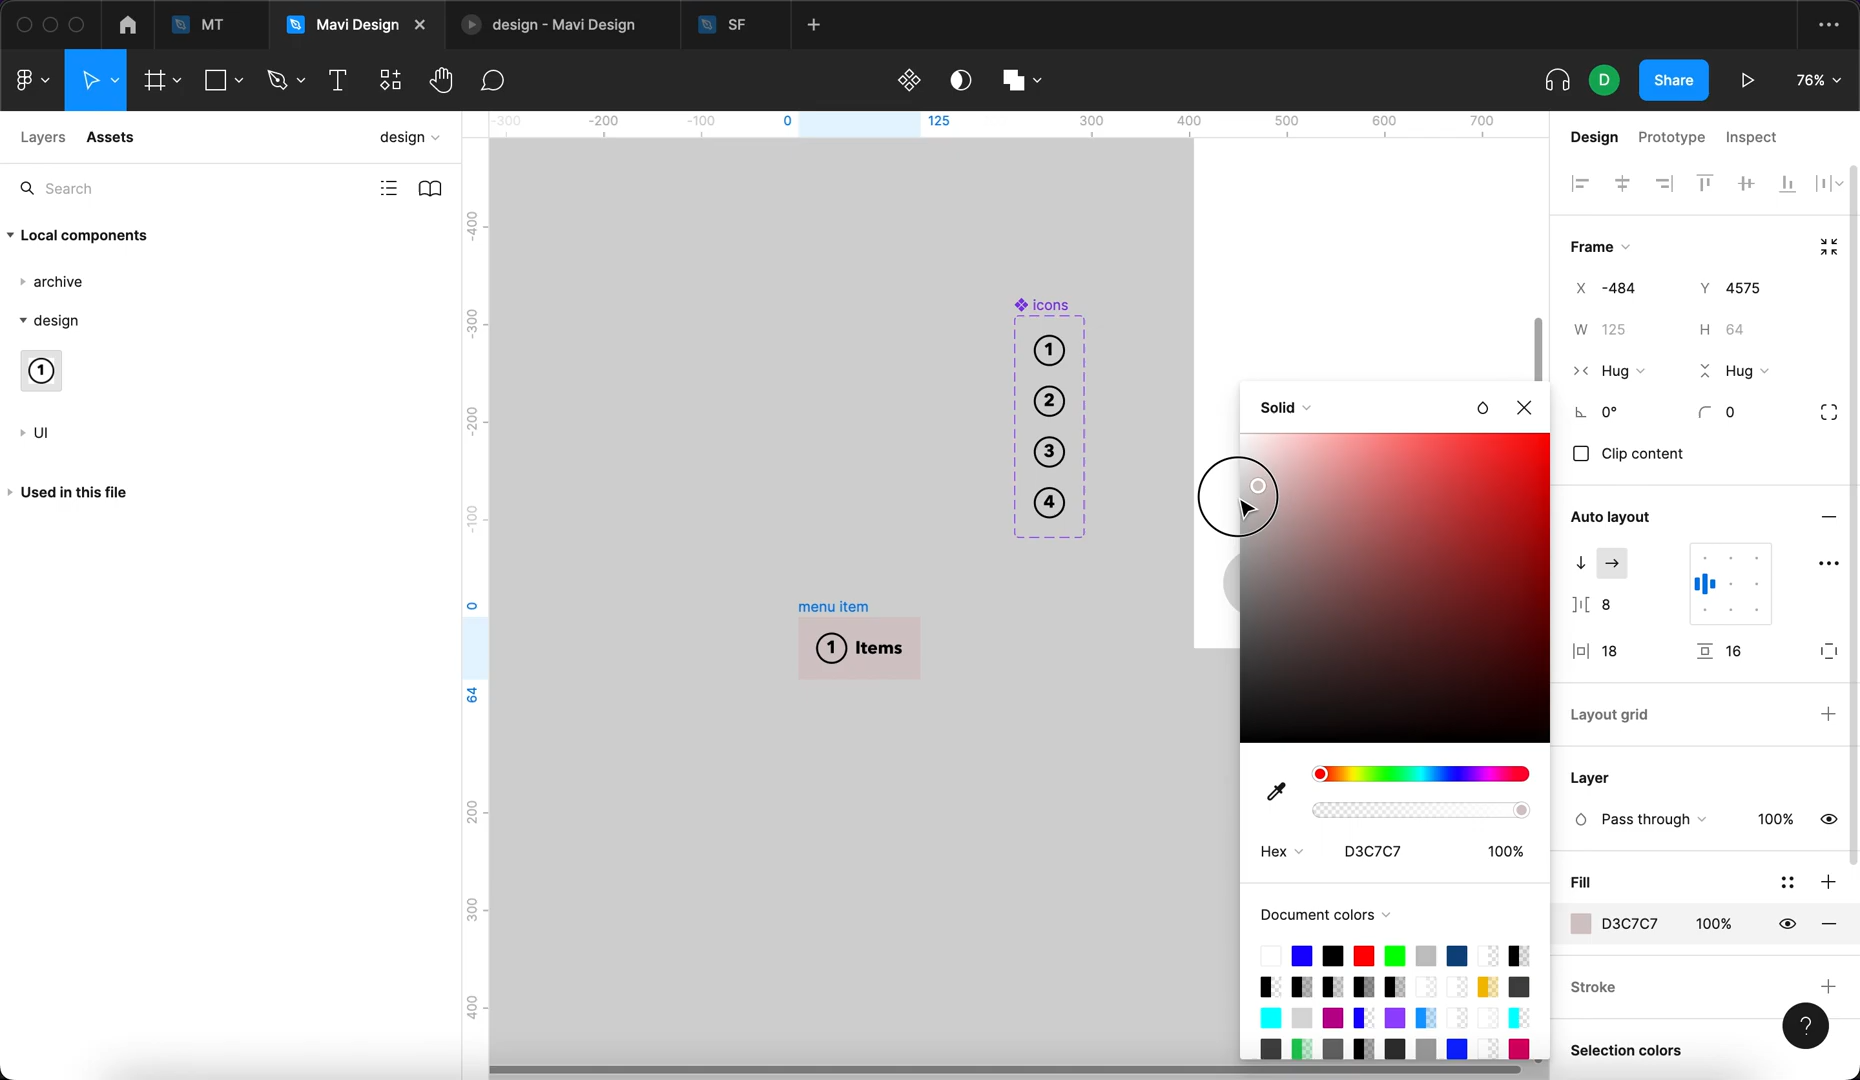 MT
Mavi Design
design - Mavi Design
SF
T
D
Share
76%
Layers
Assets
design
-300
-200
-100
0
125
300
400
500
600
700
Design
Prototype
Inspect
Search
Local components
archive
design
1
UI
Used in this file
-400
-300
-200
-100
0
64
200
300
400
icons
1
2
3
4
menu item
1 Items
Solid
Hex
D3C7C7
100%
Document colors
Frame
X -484
Y 4575
W 125
H 64
Hug
Hug
0°
0
Clip content
Auto layout
8
18
16
Layout grid
Layer
Pass through
100%
Fill
D3C7C7
100%
Stroke
?
Selection colors